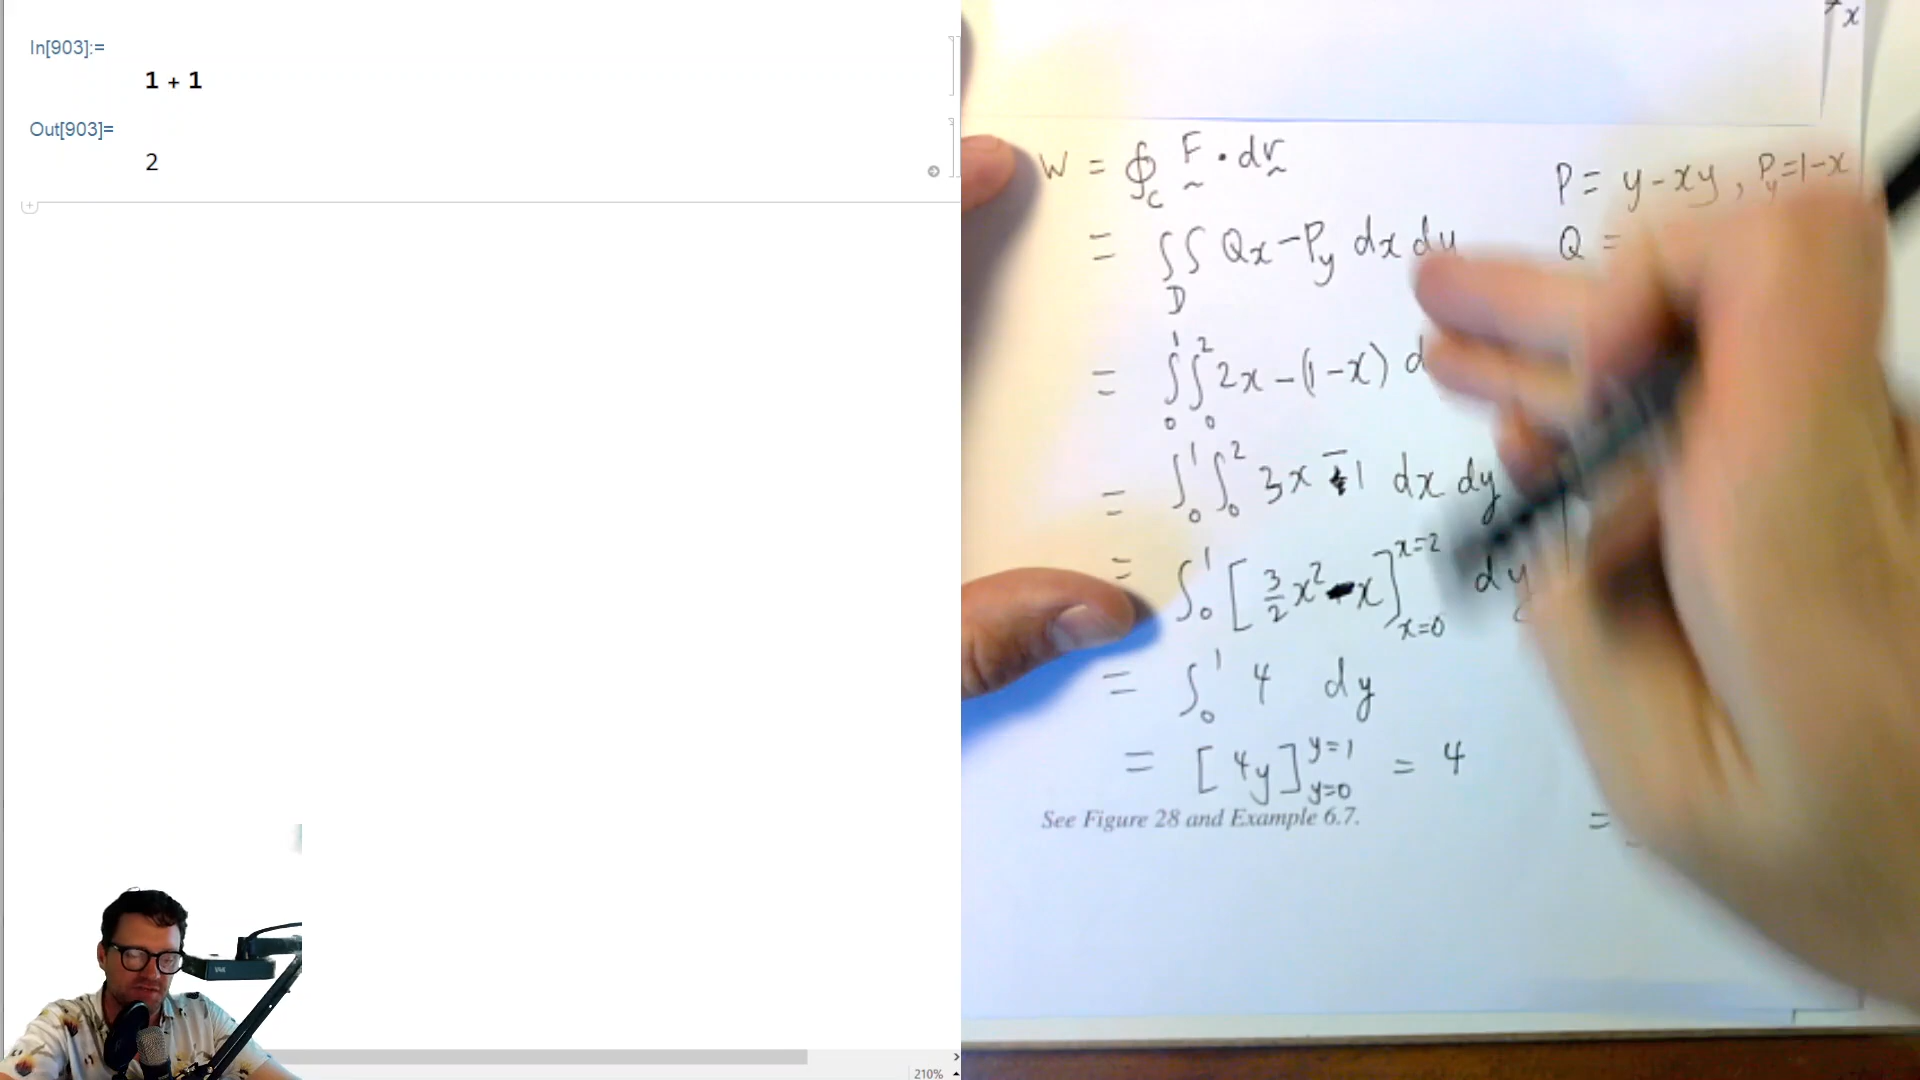 In[903]:=
1 + 1
Out[903]=
2
210%
x
W = ∮_C F · dr
P = y - xy, P_y = 1 - x
= ∫∫_D Qx - P_y dx dy
Q =
= ∫_0^1 ∫_0^2 2x - (1 - x) d
= ∫_0^1 ∫_0^2 3x - 1 dx dy
= ∫_0^1 [3/2 x^2 - x]_{x=0}^{x=2} dy
= ∫_0^1 4 dy
= [4y]_{y=0}^{y=1} = 4
See Figure 28 and Example 6.7.
=